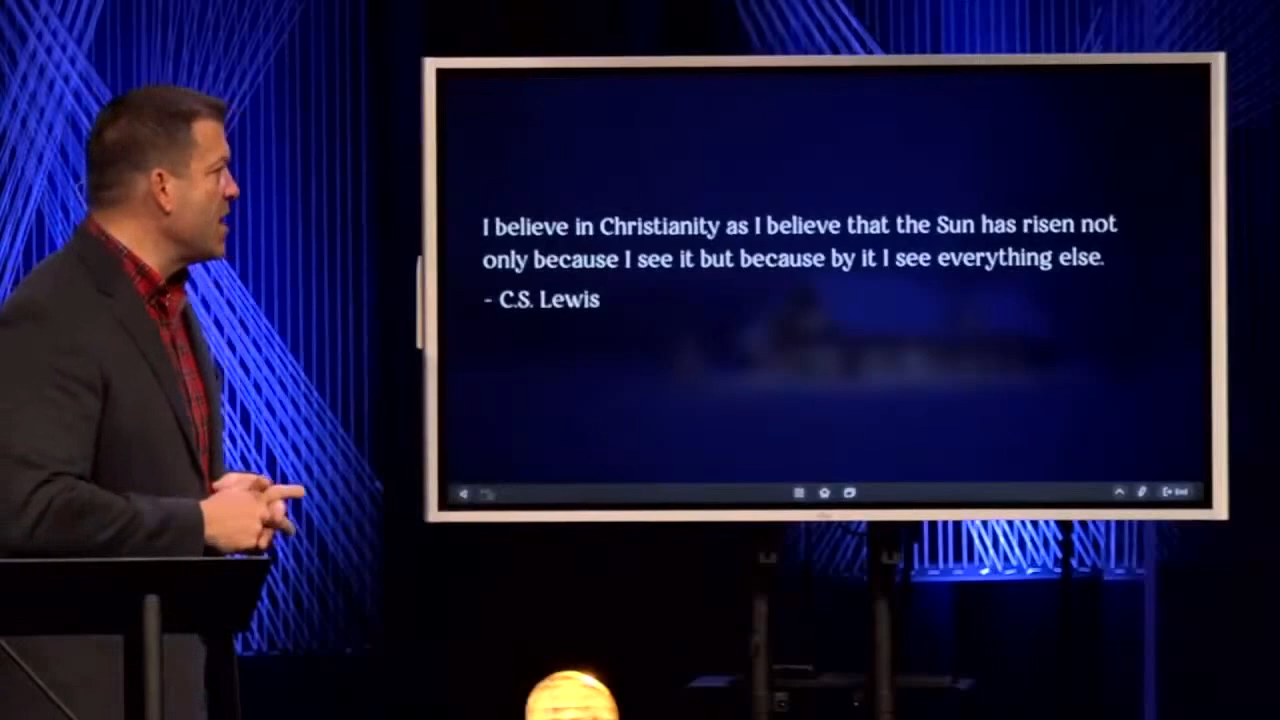 I believe in Christianity as I believe that the Sun has risen not
only because I see it but because by it I see everything else.
- C.S. Lewis
End